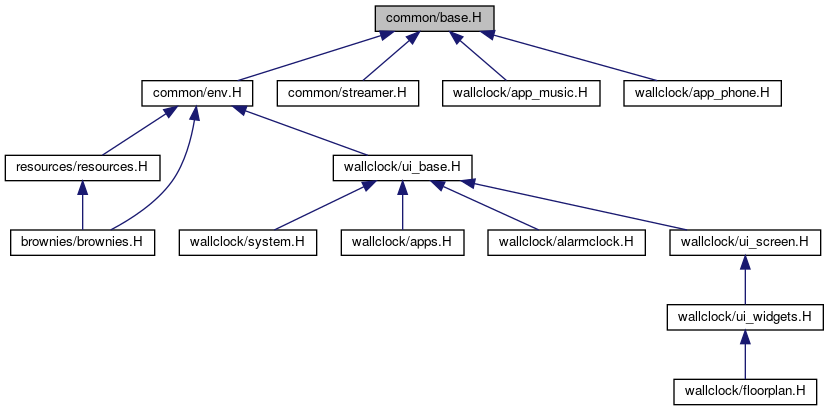 common/base.H
common/env.H
common/streamer.H
wallclock/app_music.H
wallclock/app_phone.H
resources/resources.H
wallclock/ui_base.H
brownies/brownies.H
wallclock/system.H
wallclock/apps.H
wallclock/alarmclock.H
wallclock/ui_screen.H
wallclock/ui_widgets.H
wallclock/floorplan.H